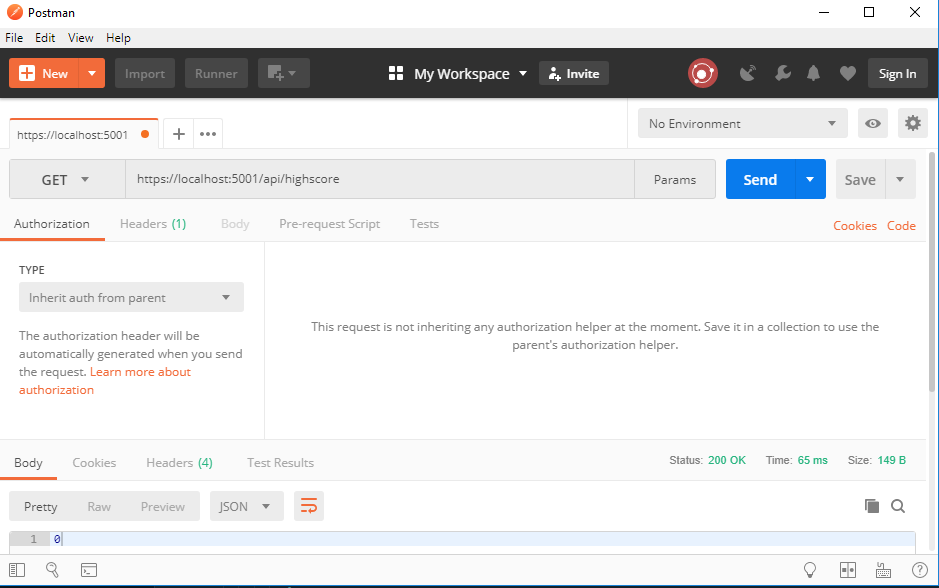 Postman
File Edit View Help
New Import Runner My Workspace Invite Sign In
https://localhost:5001 No Environment
GET https://localhost:5001/api/highscore Params Send Save
Authorization Headers (1) Body Pre-request Script Tests Cookies Code
TYPE
Inherit auth from parent
The authorization header will be
automatically generated when you send
the request. Learn more about
authorization
This request is not inheriting any authorization helper at the moment. Save it in a collection to use the
parent's authorization helper.
Body Cookies Headers (4) Test Results Status: 200 OK Time: 65 ms Size: 149 B
Pretty Raw Preview JSON
1 0